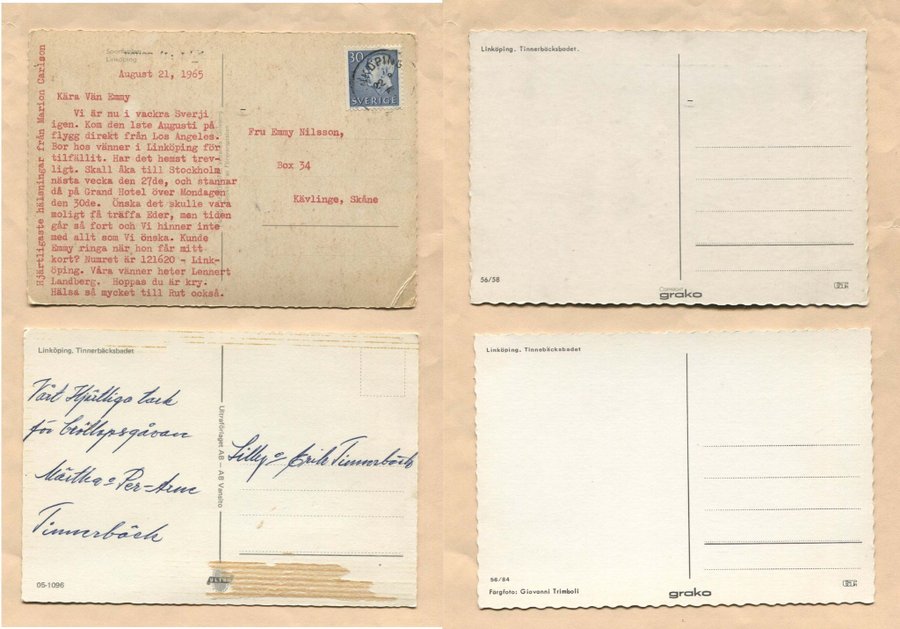 Linköping
August 21, 1965
Kära Vän Emmy
Vi är nu i vackra Sverji
igen. Kom den 1ste Augusti på
flygg direkt från Los Angeles.
Bor hos vänner i Linköping för
tilfällit. Har det hemst trev-
ligt. Skall åka till Stockholm
nästa vecka den 27de, och stannar
då på Grand Hotel över Mondagen
den 30de. Önska det skulle vara
moligt få träffa Eder, men tiden
går så fort och Vi hinner inte
med allt som Vi önska. Kunde
Emmy ringa när hon får mitt
kort? Numret är 121620 - Link-
öping. Våra vänner heter Lennert
Landberg. Hoppas du är kry.
Hälsa så mycket till Rut också.
Hjärtligaste hälsningar från Marion Carlson
30
SVERIGE
LINKÖPING
Fru Emmy Nilsson,
Box 34
Kävlinge, Skåne
Linköping. Tinnerbäcksbadet.
56/58
grako
Linköping. Tinnerbäcksbadet
Vårt Hjärtliga tack
för bröllopsgåvan
Märtha o Per-Arne
Tinnerbäck
Ultraförlaget AB – AB Vansito
Silly o Erik Tinnerbäck
05-1096
ULTRA
Linköping. Tinnebäcksbadet
56/84
Färgfoto: Giovanni Trimboli
grako